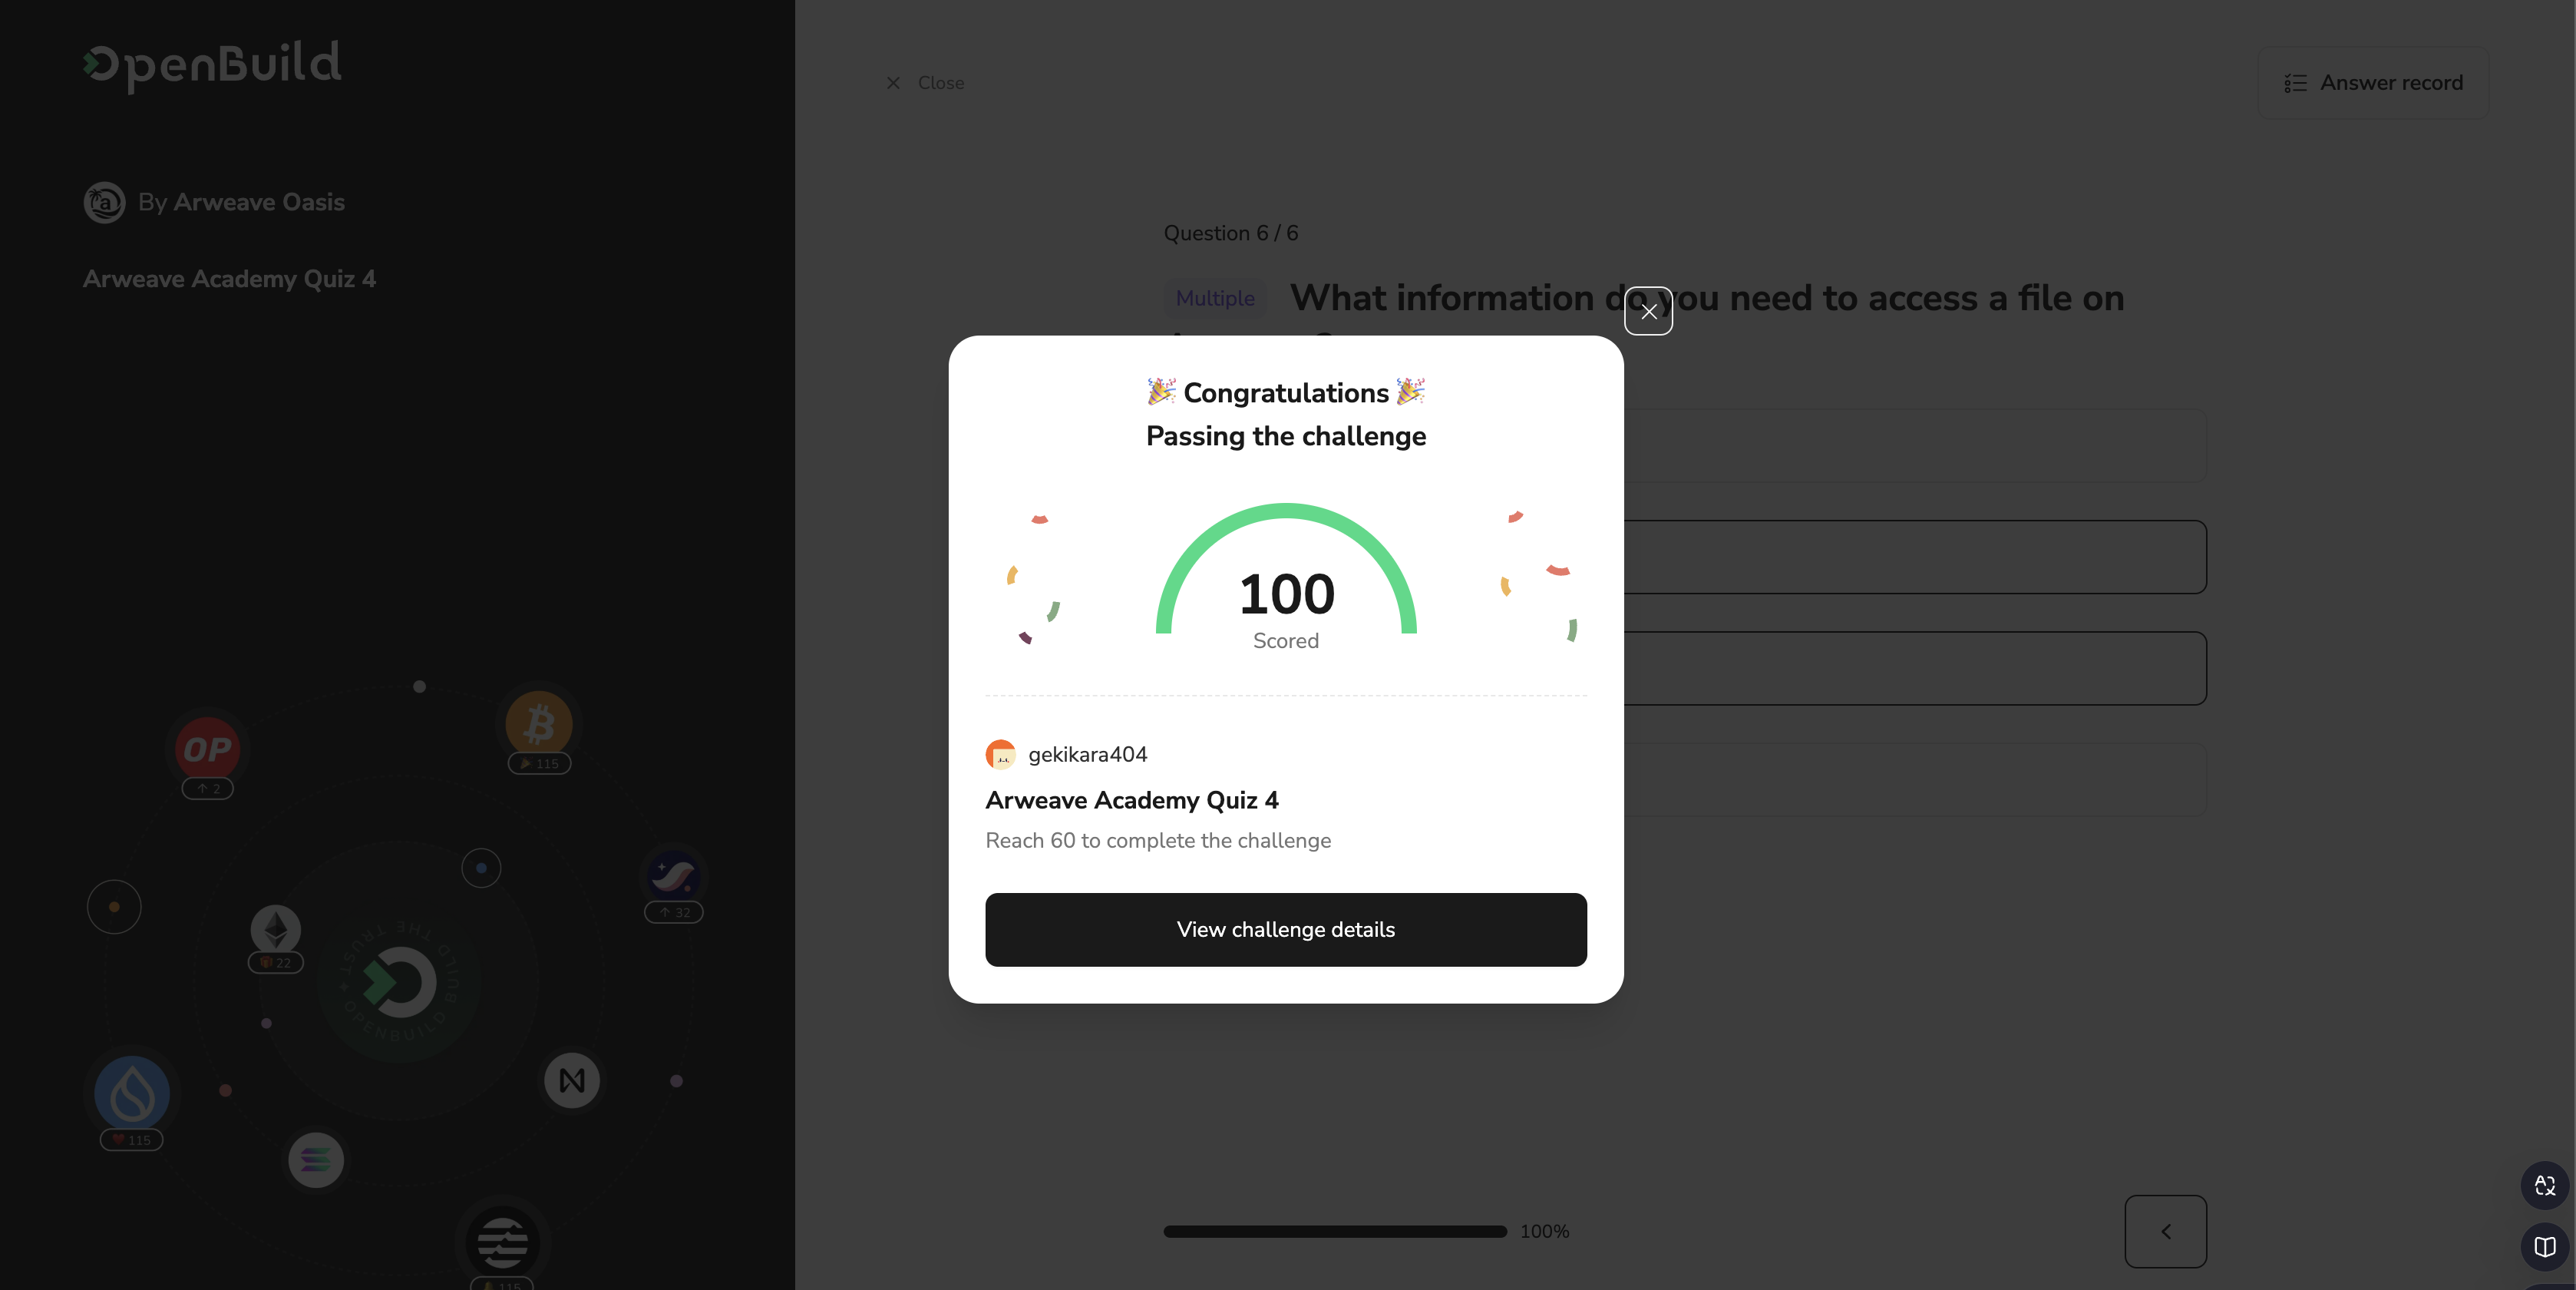 OpenBuild
By Arweave Oasis
Arweave Academy Quiz 4
OP
↑ 2
115
↑ 32
22
BUILD THE TRUST
OPENBUILD
115
115
× Close
Answer record
Question 6 / 6
Multiple What information do you need to access a file on
🎉 Congratulations 🎉
Passing the challenge
100
Scored
gekikara404
Arweave Academy Quiz 4
Reach 60 to complete the challenge
View challenge details
100%